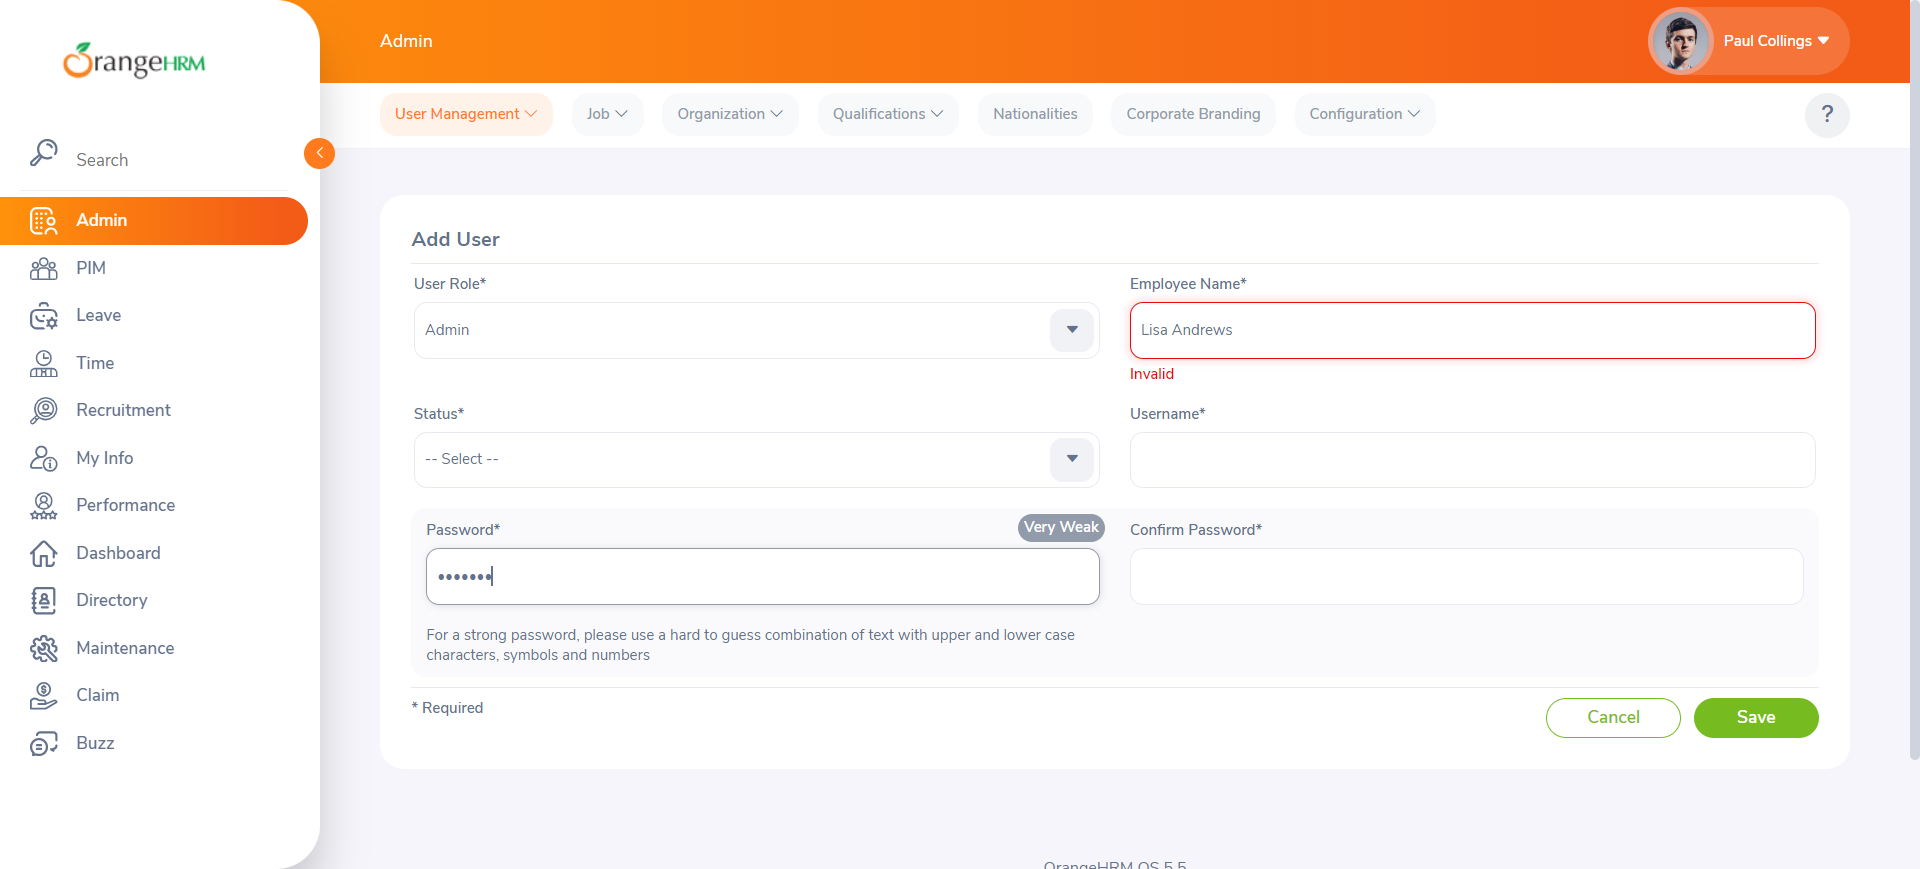 OrangeHRM
Search
Admin
PIM
Leave
Time
Recruitment
My Info
Performance
Dashboard
Directory
Maintenance
Claim
Buzz
Admin
Paul Collings
User Management
Job
Organization
Qualifications
Nationalities
Corporate Branding
Configuration
?
Add User
User Role*
Admin
Employee Name*
Lisa Andrews
Invalid
Status*
-- Select --
Username*
Password*
Very Weak
•••••••
Confirm Password*
For a strong password, please use a hard to guess combination of text with upper and lower case
characters, symbols and numbers
* Required
Cancel
Save
OrangeHRM OS 5.5